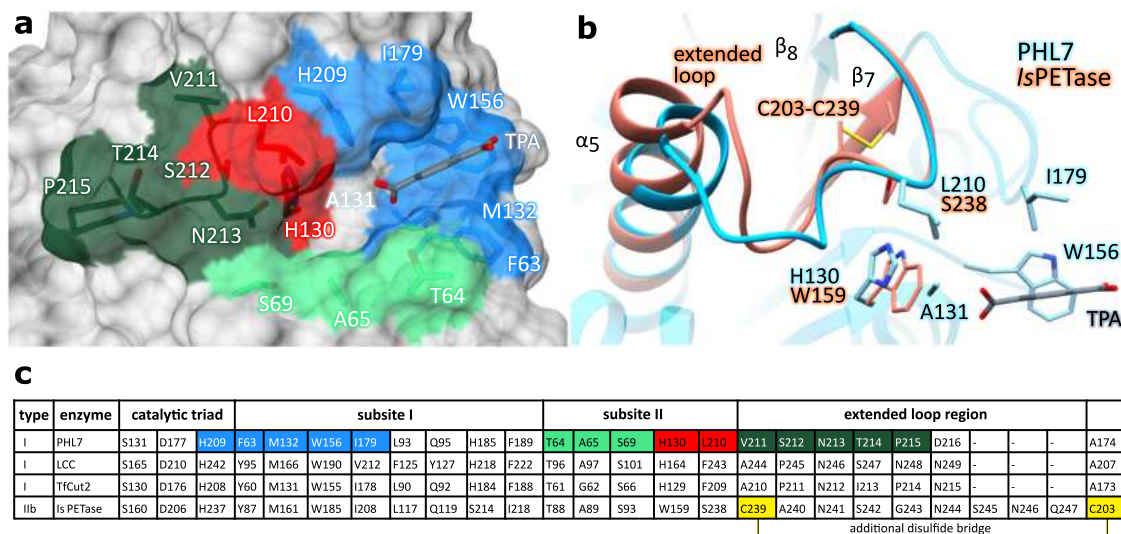 a
V211
H209
I179
L210
W156
TPA
T214
S212
P215
A131
M132
N213
H130
F63
S69
T64
A65
b
extended
loop
β8
β7
PHL7
IsPETase
C203-C239
α5
L210
S238
I179
H130
W159
W156
A131
TPA
c
type enzyme catalytic triad subsite I subsite II extended loop region
I PHL7 S131 D177 H209 F63 M132 W156 I179 L93 Q95 H185 F189 T64 A65 S69 H130 L210 V211 S212 N213 T214 P215 D216 - - - A174
I LCC S165 D210 H242 Y95 M166 W190 V212 F125 Y127 H218 F222 T96 A97 S101 H164 F243 A244 P245 N246 S247 N248 N249 - - - A207
I TfCut2 S130 D176 H208 Y60 M131 W155 I178 L90 Q92 H184 F188 T61 G62 S66 H129 F209 A210 P211 N212 I213 P214 N215 - - - A173
IIb Is PETase S160 D206 H237 Y87 M161 W185 I208 L117 Q119 S214 I218 T88 A89 S93 W159 S238 C239 A240 N241 S242 G243 N244 S245 N246 Q247 C203
additional disulfide bridge